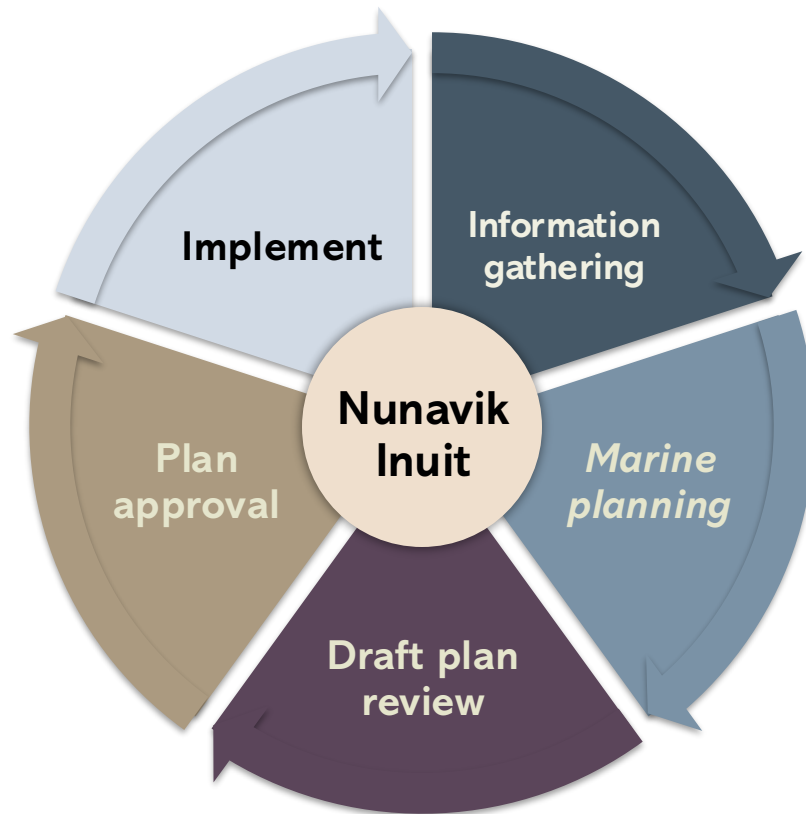 Implement
Information
gathering
Nunavik
Inuit
Marine
planning
Plan
approval
Draft plan
review